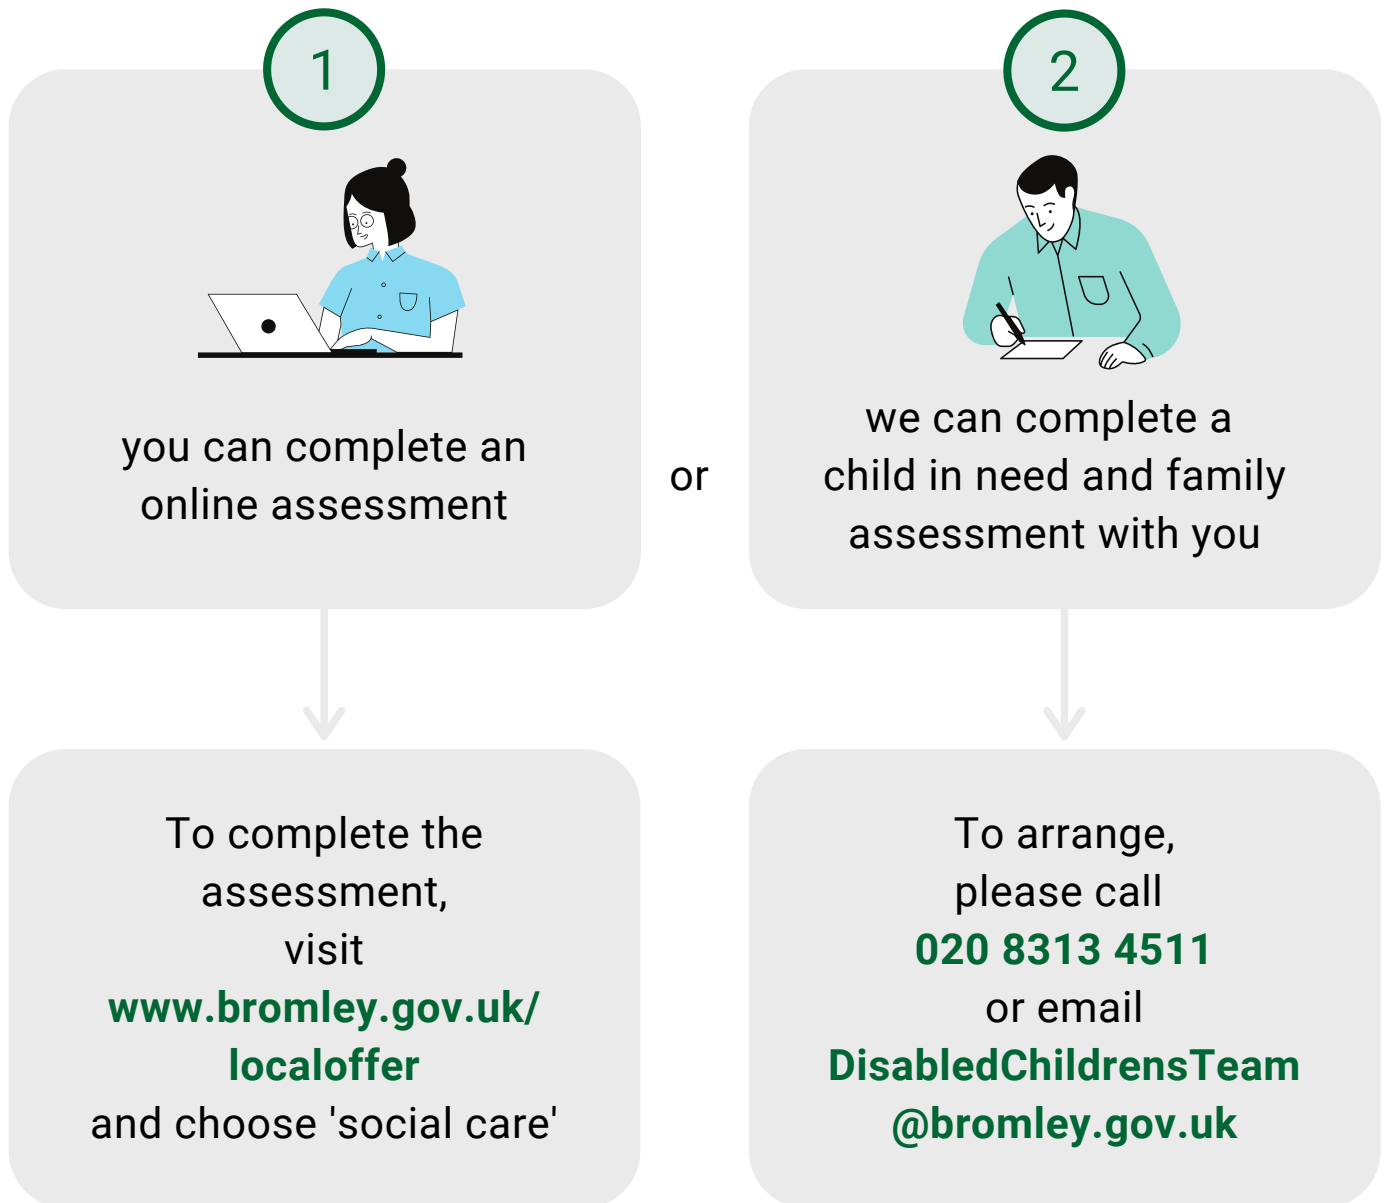 1
you can complete an
online assessment
or
2
we can complete a
child in need and family
assessment with you
To complete the
assessment,
visit
www.bromley.gov.uk/
localoffer
and choose 'social care'
To arrange,
please call
020 8313 4511
or email
DisabledChildrensTeam
@bromley.gov.uk